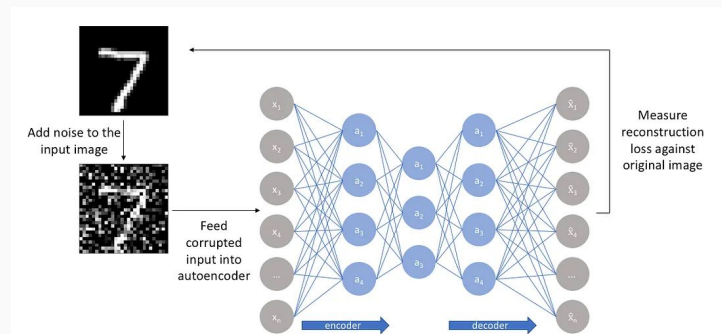 Add noise to the
input image
Feed
corrupted
input into
autoencoder
x₁
x₂
x₃
x₄
...
xₙ
a₁
a₂
a₃
a₄
a₁
a₂
a₃
a₁
a₂
a₃
a₄
x̂₁
x̂₂
x̂₃
x̂₄
...
x̂ₙ
encoder
decoder
Measure
reconstruction
loss against
original image
7
7